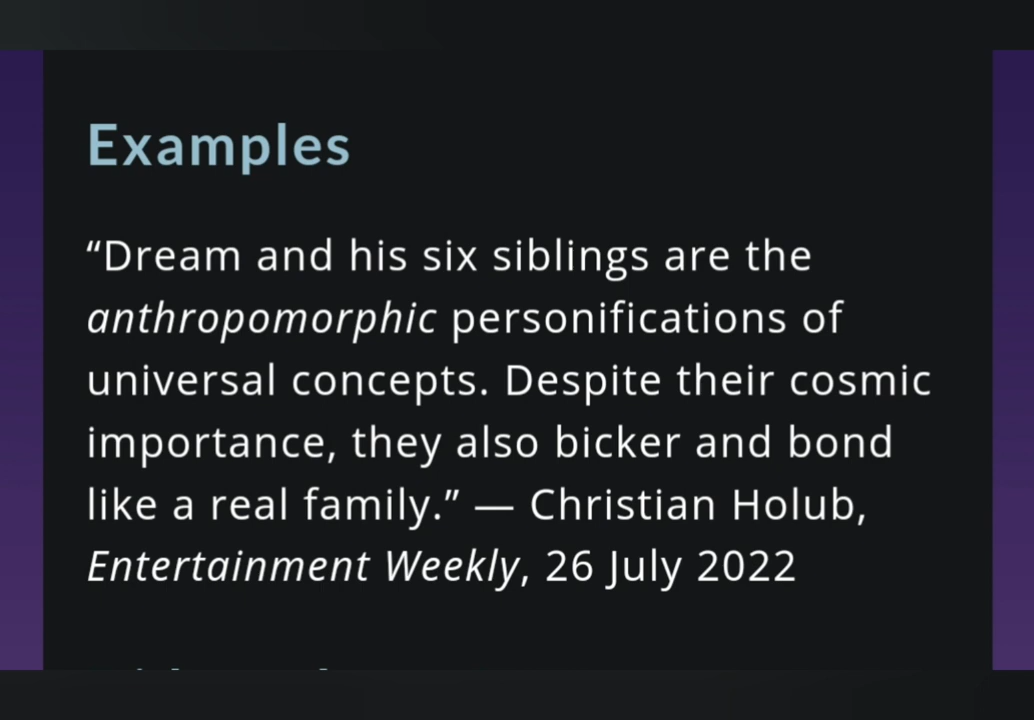 Examples
“Dream and his six siblings are the
anthropomorphic personifications of
universal concepts. Despite their cosmic
importance, they also bicker and bond
like a real family.” — Christian Holub,
Entertainment Weekly, 26 July 2022